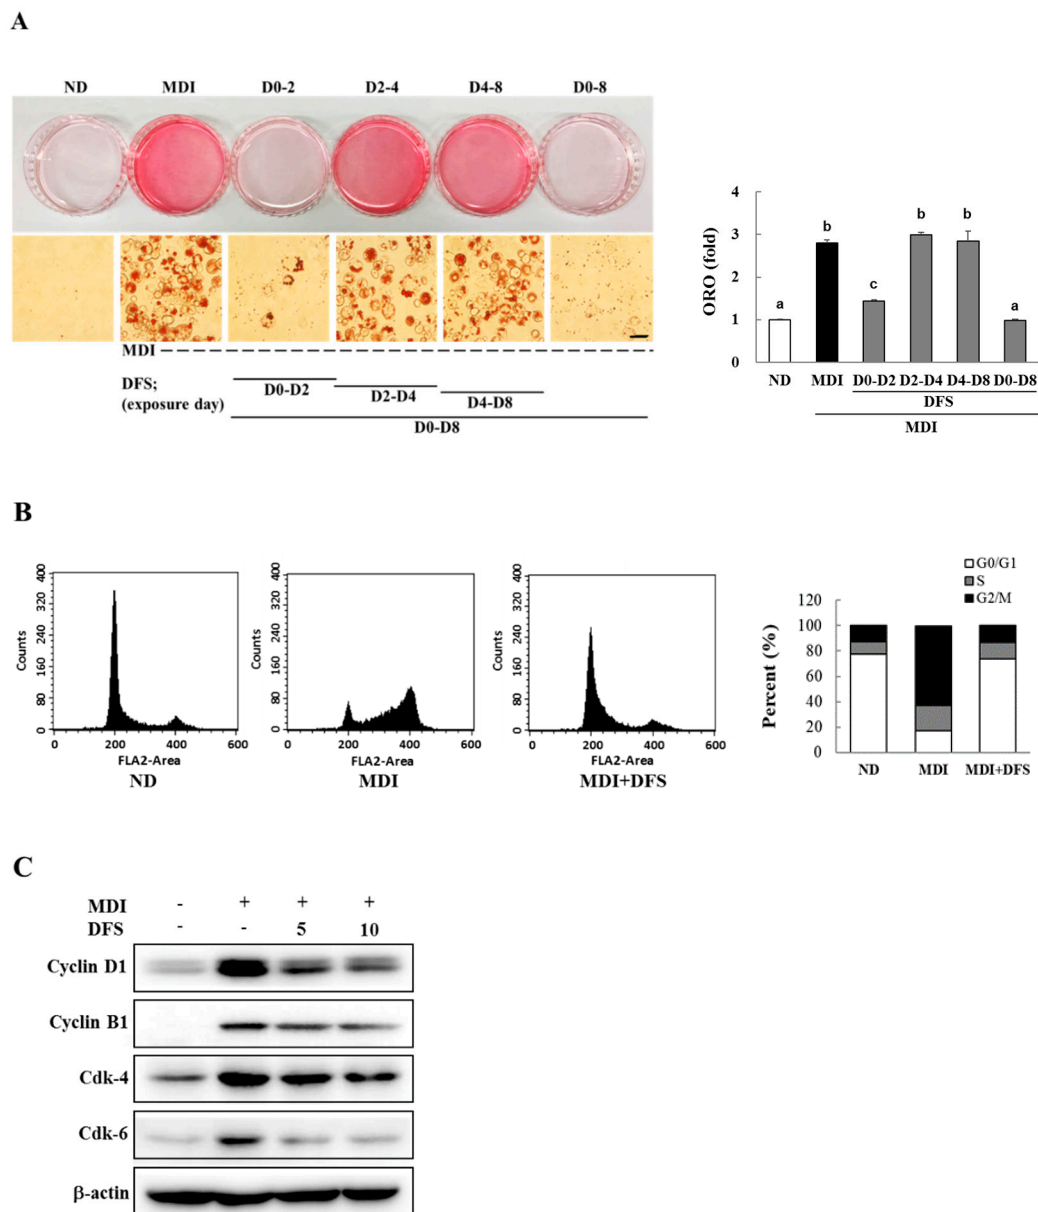 A
ND MDI D0-2 D2-4 D4-8 D0-8
MDI
DFS;
(exposure day)
D0-D2
D2-D4
D4-D8
D0-D8
ORO (fold)
4
3
2
1
0
a
b
c
b
b
a
ND MDI D0-D2 D2-D4 D4-D8 D0-D8
DFS
MDI
B
Counts
400
320
240
160
80
0
0 200 400 600
FLA2-Area
ND
Counts
400
320
240
160
80
0
0 200 400 600
FLA2-Area
MDI
Counts
400
320
240
160
80
0
0 200 400 600
FLA2-Area
MDI+DFS
G0/G1
S
G2/M
Percent (%)
120
100
80
60
40
20
0
ND MDI MDI+DFS
C
MDI - + + +
DFS - - 5 10
Cyclin D1
Cyclin B1
Cdk-4
Cdk-6
β-actin